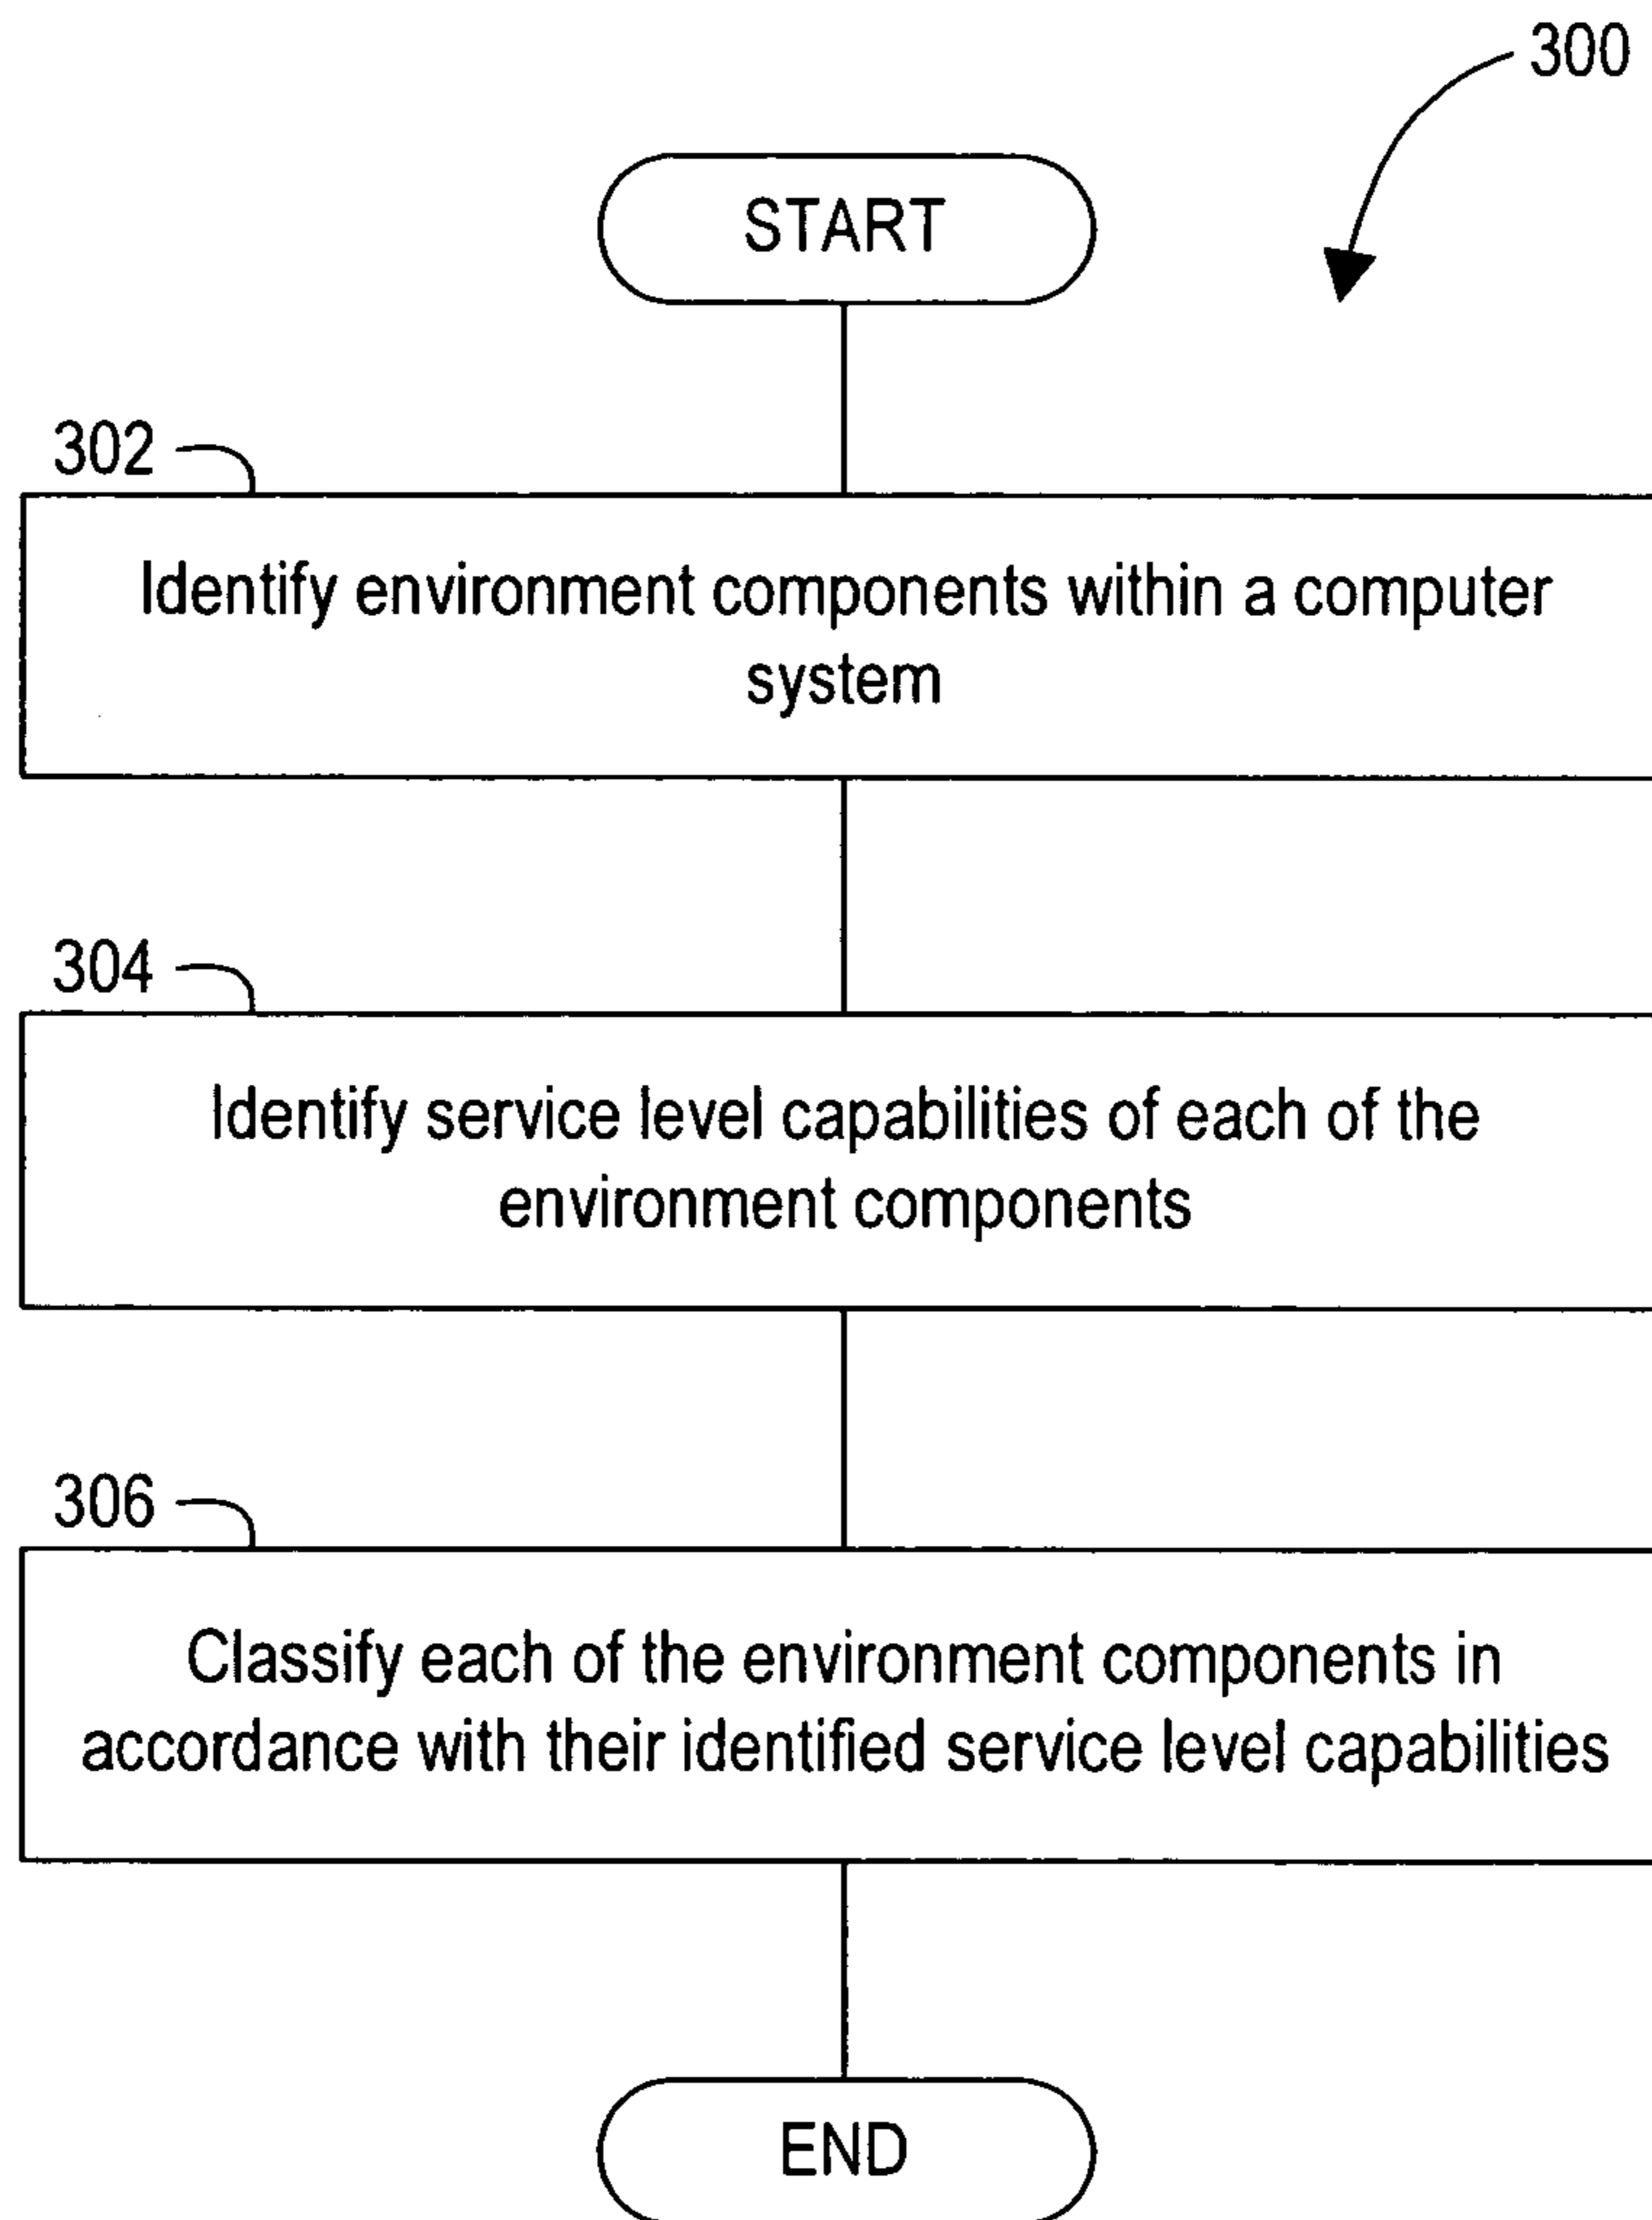 300
START
302
Identify environment components within a computer
system
304
Identify service level capabilities of each of the
environment components
306
Classify each of the environment components in
accordance with their identified service level capabilities
END